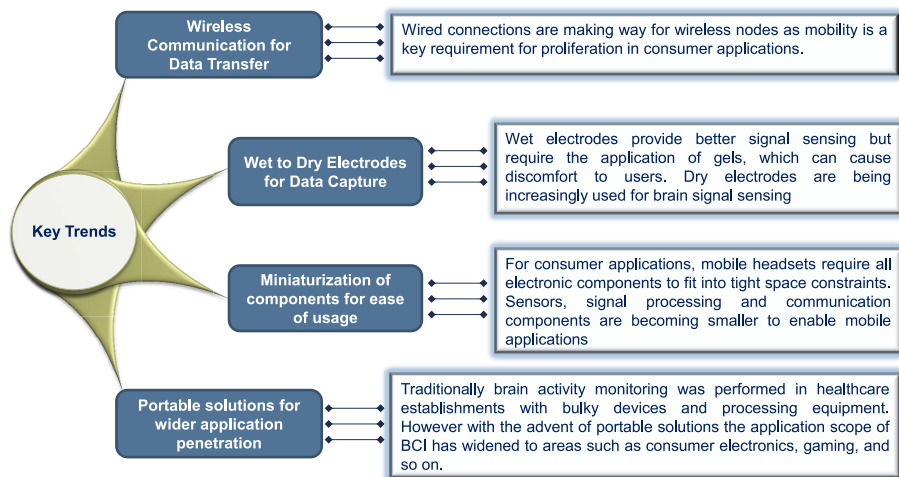 Key Trends
Wireless
Communication for
Data Transfer
Wired connections are making way for wireless nodes as mobility is a
key requirement for proliferation in consumer applications.
Wet to Dry Electrodes
for Data Capture
Wet electrodes provide better signal sensing but
require the application of gels, which can cause
discomfort to users. Dry electrodes are being
increasingly used for brain signal sensing
Miniaturization of
components for ease
of usage
For consumer applications, mobile headsets require all
electronic components to fit into tight space constraints.
Sensors, signal processing and communication
components are becoming smaller to enable mobile
applications
Portable solutions for
wider application
penetration
Traditionally brain activity monitoring was performed in healthcare
establishments with bulky devices and processing equipment.
However with the advent of portable solutions the application scope of
BCI has widened to areas such as consumer electronics, gaming, and
so on.